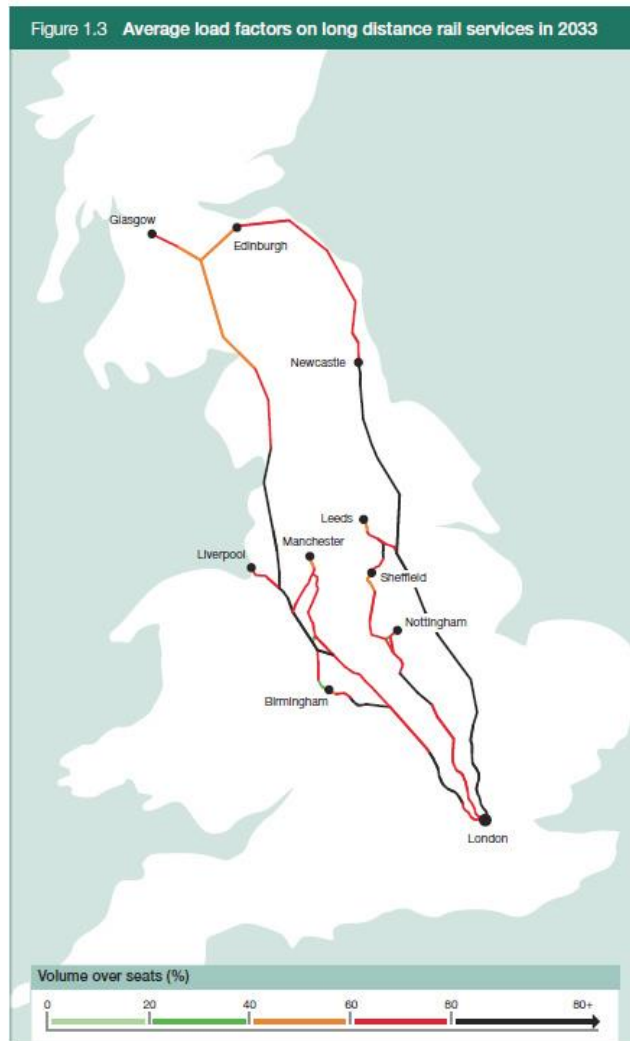 Figure 1.3 Average load factors on long distance rail services in 2033
Glasgow
Edinburgh
Newcastle
Leeds
Manchester
Liverpool
Sheffield
Nottingham
Birmingham
London
Volume over seats (%)
0 20 40 60 80 80+